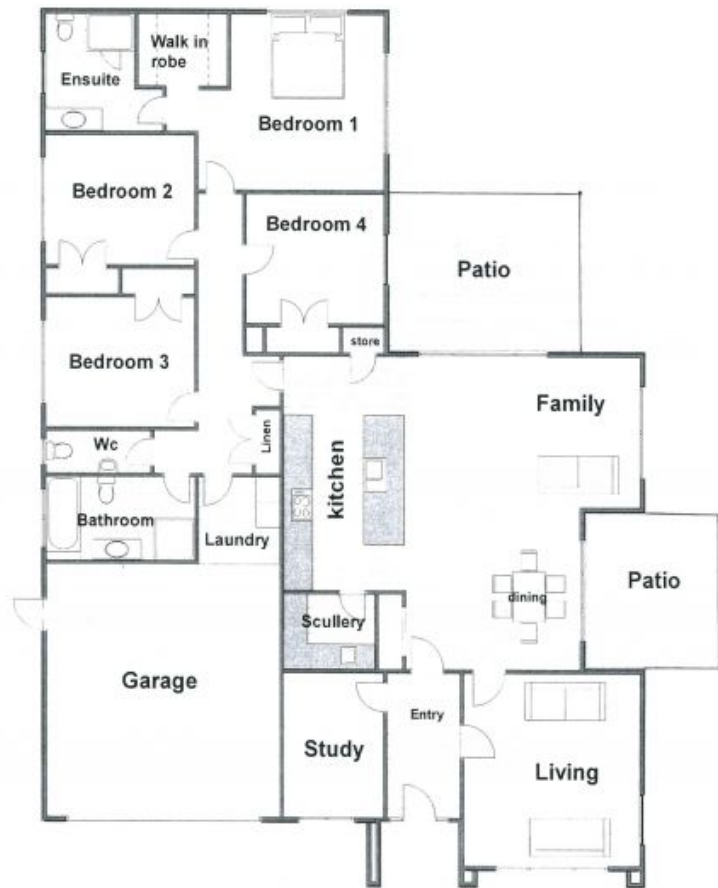 Walk in
robe
Ensuite
Bedroom 1
Bedroom 2
Bedroom 4
Patio
store
Bedroom 3
Family
Wc
Linen
kitchen
Bathroom
Laundry
Patio
dining
Scullery
Garage
Entry
Study
Living